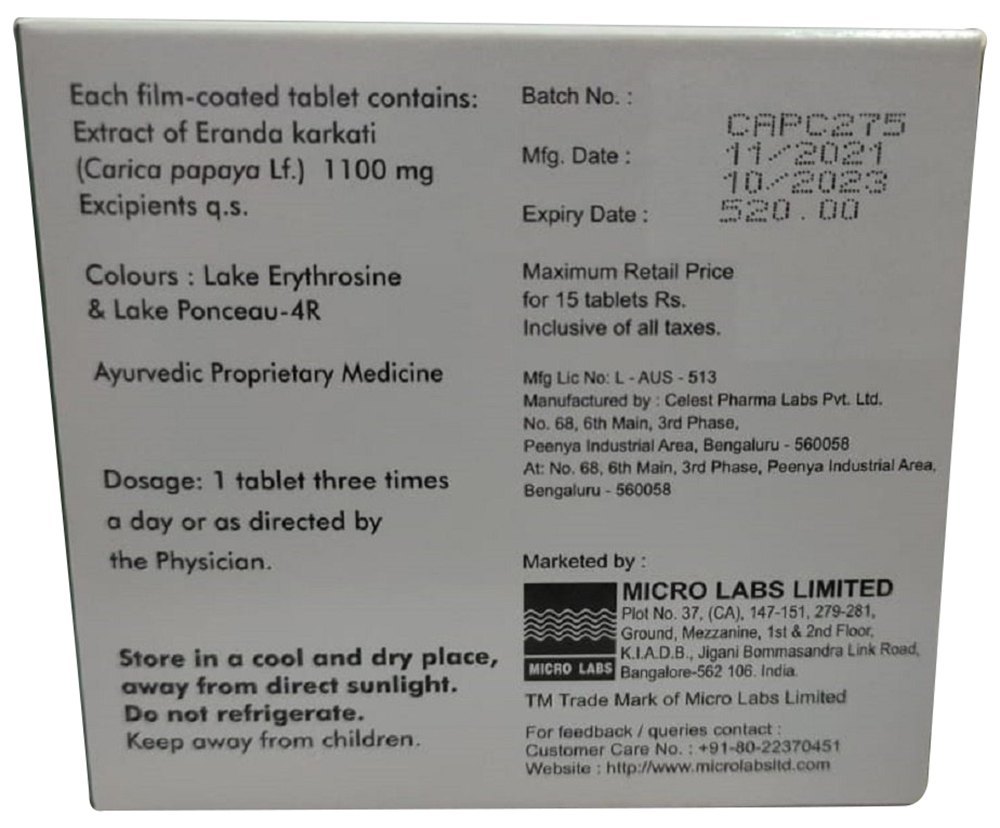 Each film-coated tablet contains:
Extract of Eranda karkati
(Carica papaya Lf.) 1100 mg
Excipients q.s.
Colours : Lake Erythrosine
& Lake Ponceau-4R
Ayurvedic Proprietary Medicine
Dosage: 1 tablet three times
a day or as directed by
the Physician.
Store in a cool and dry place,
away from direct sunlight.
Do not refrigerate.
Keep away from children.
Batch No. :
CAPC275
Mfg. Date :
11/2021
10/2023
Expiry Date :
520.00
Maximum Retail Price
for 15 tablets Rs.
Inclusive of all taxes.
Mfg Lic No: L - AUS - 513
Manufactured by : Celest Pharma Labs Pvt. Ltd.
No. 68, 6th Main, 3rd Phase,
Peenya Industrial Area, Bengaluru - 560058
At: No. 68, 6th Main, 3rd Phase, Peenya Industrial Area,
Bengaluru - 560058
Marketed by :
MICRO LABS
MICRO LABS LIMITED
Plot No. 37, (CA), 147-151, 279-281,
Ground, Mezzanine, 1st & 2nd Floor,
K.I.A.D.B., Jigani Bommasandra Link Road,
Bangalore-562 106. India.
TM Trade Mark of Micro Labs Limited
For feedback / queries contact :
Customer Care No. : +91-80-22370451
Website : http://www.microlabsltd.com